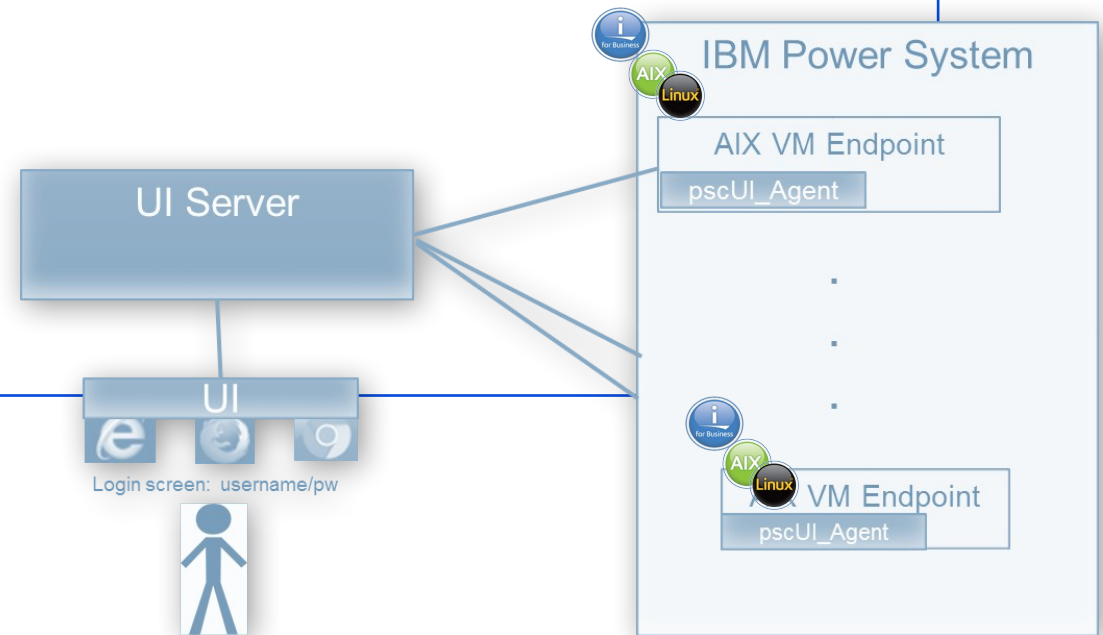 i
for Business
AIX
Linux
IBM Power System
AIX VM Endpoint
pscUI_Agent
UI Server
UI
Login screen: username/pw
i
for Business
AIX
Linux
VM Endpoint
pscUI_Agent